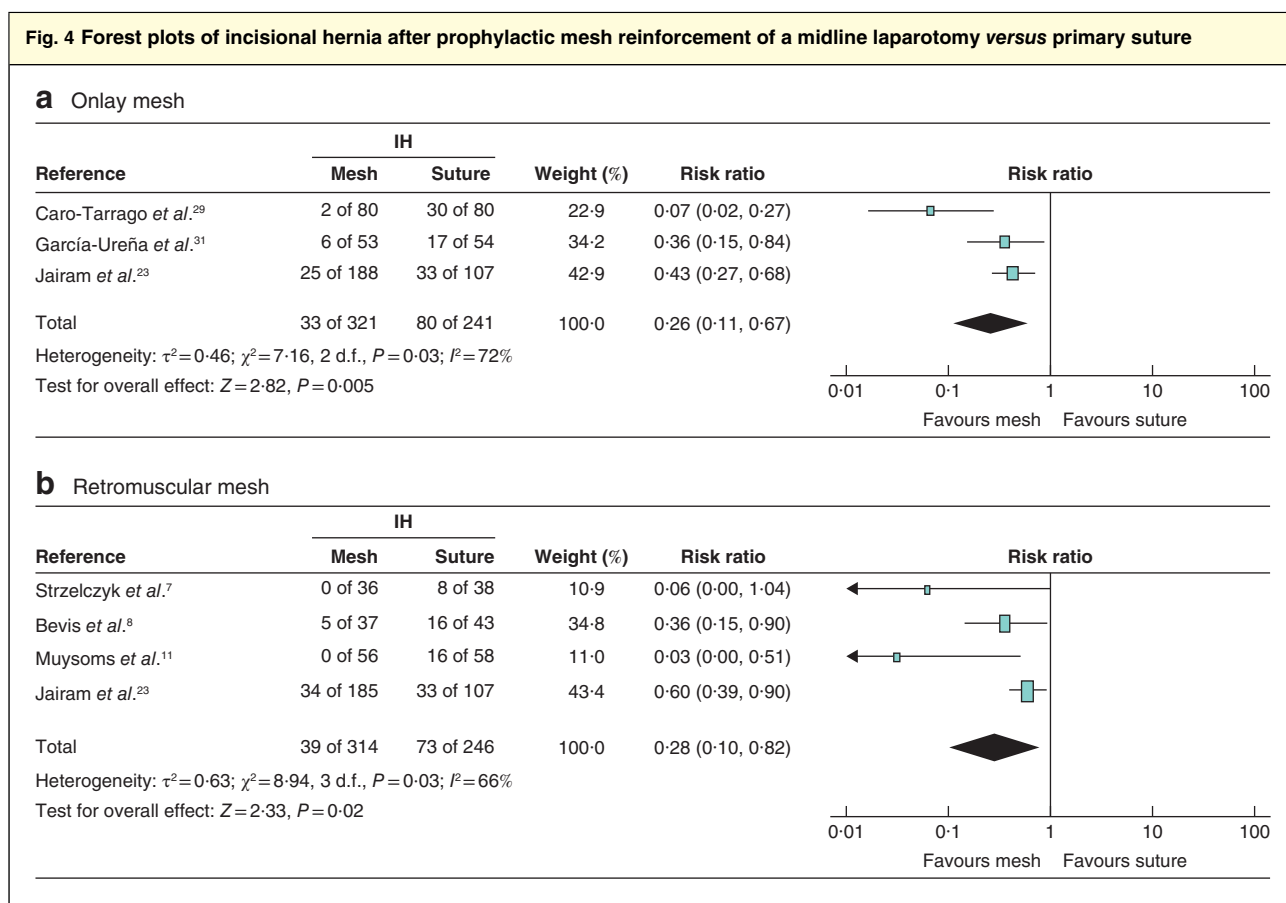 Fig. 4 Forest plots of incisional hernia after prophylactic mesh reinforcement of a midline laparotomy versus primary suture
a Onlay mesh
IH
Reference Mesh Suture Weight (%) Risk ratio Risk ratio
Caro-Tarrago et al.²⁹ 2 of 80 30 of 80 22·9 0·07 (0·02, 0·27)
García-Ureña et al.³¹ 6 of 53 17 of 54 34·2 0·36 (0·15, 0·84)
Jairam et al.²³ 25 of 188 33 of 107 42·9 0·43 (0·27, 0·68)
Total 33 of 321 80 of 241 100·0 0·26 (0·11, 0·67)
Heterogeneity: τ²=0·46; χ²=7·16, 2 d.f., P=0·03; I²=72%
Test for overall effect: Z=2·82, P=0·005
0·01 0·1 1 10 100
Favours mesh Favours suture
b Retromuscular mesh
IH
Reference Mesh Suture Weight (%) Risk ratio Risk ratio
Strzelczyk et al.⁷ 0 of 36 8 of 38 10·9 0·06 (0·00, 1·04)
Bevis et al.⁸ 5 of 37 16 of 43 34·8 0·36 (0·15, 0·90)
Muysoms et al.¹¹ 0 of 56 16 of 58 11·0 0·03 (0·00, 0·51)
Jairam et al.²³ 34 of 185 33 of 107 43·4 0·60 (0·39, 0·90)
Total 39 of 314 73 of 246 100·0 0·28 (0·10, 0·82)
Heterogeneity: τ²=0·63; χ²=8·94, 3 d.f., P=0·03; I²=66%
Test for overall effect: Z=2·33, P=0·02
0·01 0·1 1 10 100
Favours mesh Favours suture